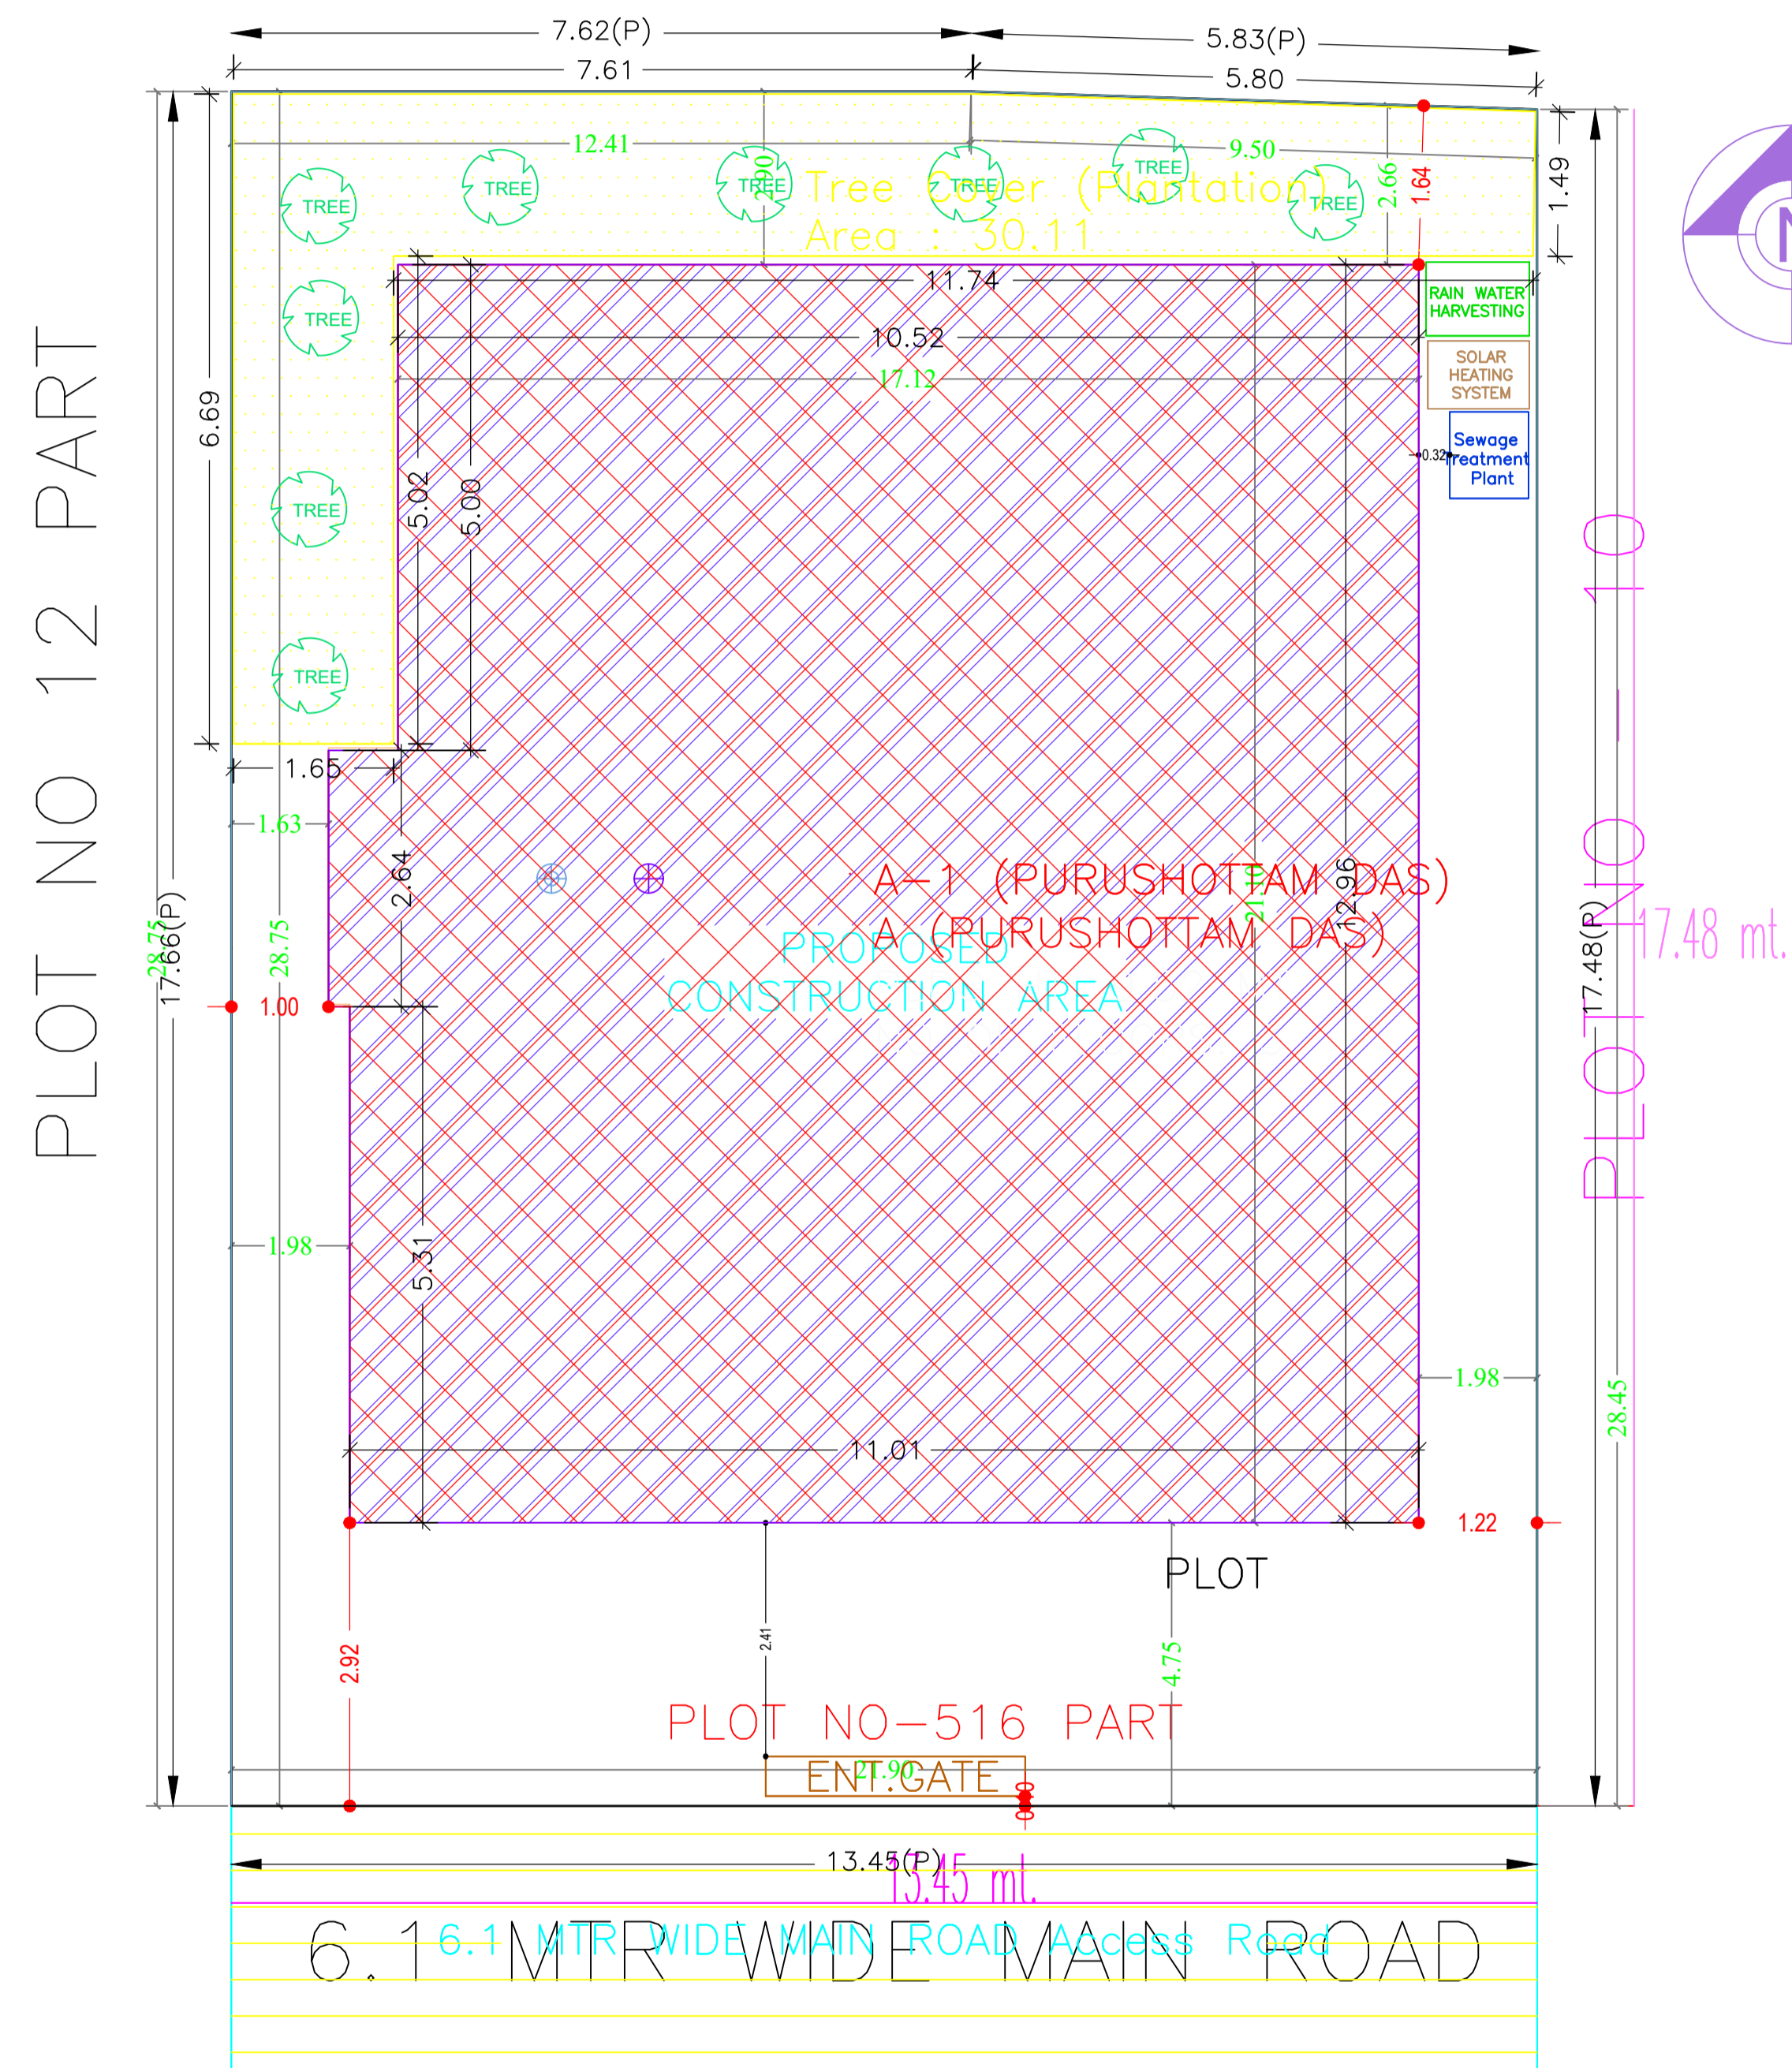 7.62(P)
5.83(P)
7.61
5.80
12.41
9.50
2.90
2.66
1.64
1.49
TREE
TREE
TREE
TREE
TREE
TREE
Tree Cover (Plantation)
Area : 30.11
N
11.74
RAIN WATER
HARVESTING
10.52
17.12
SOLAR
HEATING
SYSTEM
TREE
6.69
5.02
5.00
0.32
Sewage
Treatment
Plant
TREE
TREE
PLOT NO 12 PART
1.65
1.63
2.64
A-1 (PURUSHOTTAM DAS)
A (PURUSHOTTAM DAS)
PROPOSED
CONSTRUCTION AREA
21.10
12.96
28.75
17.66(P)
28.75
1.00
17.48(P)
PLOT NO - 10
17.48 mt.
1.98
5.31
1.98
28.45
11.01
1.22
PLOT
2.92
2.41
4.75
PLOT NO-516 PART
ENT.GATE
21.90
13.45(P)
13.45 mt.
6.1 MTR WIDE MAIN ROAD
6.1 MTR WIDE MAIN ROAD Access Road